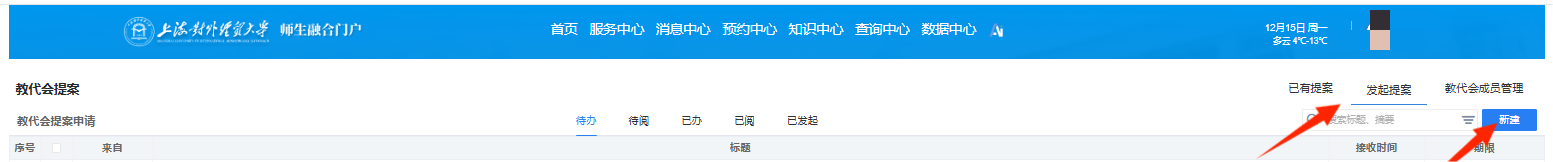 上海对外经贸大学 师生融合门户
首页 服务中心 消息中心 预约中心 知识中心 查询中心 数据中心 Ai
12月15日 周一
多云 4℃-13℃
教代会提案
已有提案 发起提案 教代会成员管理
教代会提案申请
待办 待阅 已办 已阅 已发起
搜索标题、摘要
新建
序号 来自 标题 接收时间 期限